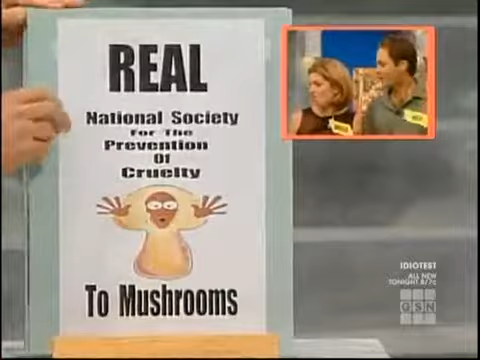 REAL
National Society
For The
Prevention
Of
Cruelty
To Mushrooms
IDIOTEST
ALL NEW
TONIGHT 8/7c
GSN